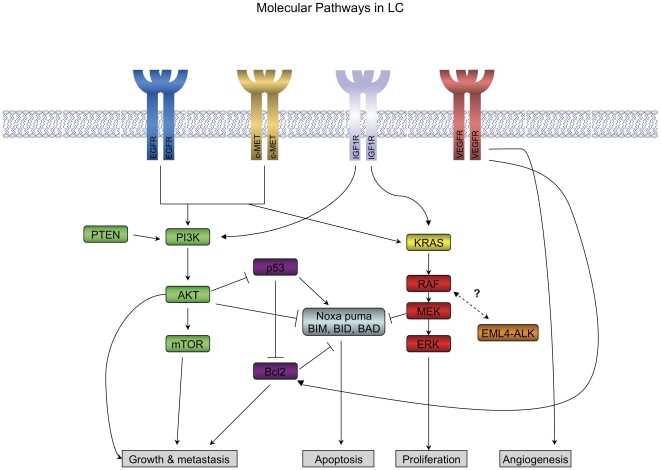 Molecular Pathways in LC
EGFR
EGFR
c-MET
c-MET
IGF1R
IGF1R
VEGFR
VEGFR
PTEN
PI3K
KRAS
p53
RAF
?
AKT
Noxa puma
BIM, BID, BAD
MEK
EML4-ALK
mTOR
ERK
Bcl2
Growth & metastasis
Apoptosis
Proliferation
Angiogenesis